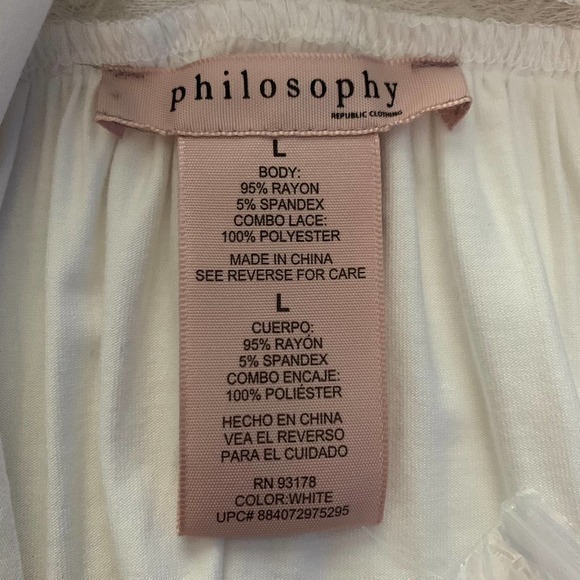 philosophy
REPUBLIC CLOTHING
L
BODY:
95% RAYON
5% SPANDEX
COMBO LACE:
100% POLYESTER
MADE IN CHINA
SEE REVERSE FOR CARE
L
CUERPO:
95% RAYÓN
5% SPANDEX
COMBO ENCAJE:
100% POLIÉSTER
HECHO EN CHINA
VEA EL REVERSO
PARA EL CUIDADO
RN 93178
COLOR:WHITE
UPC# 884072975295